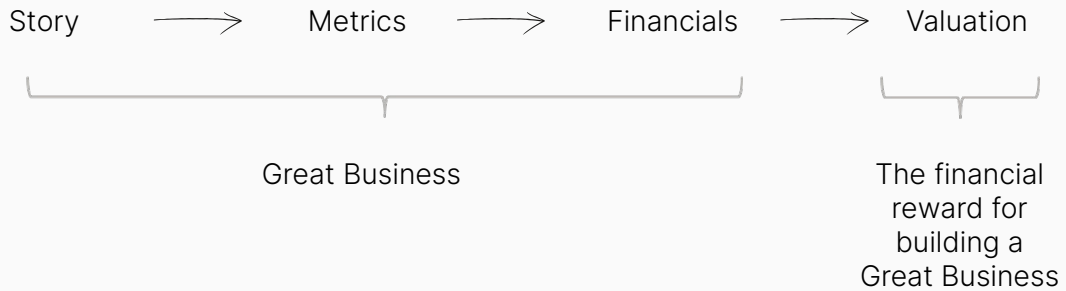 Story Metrics Financials Valuation
Great Business
The financial
reward for
building a
Great Business